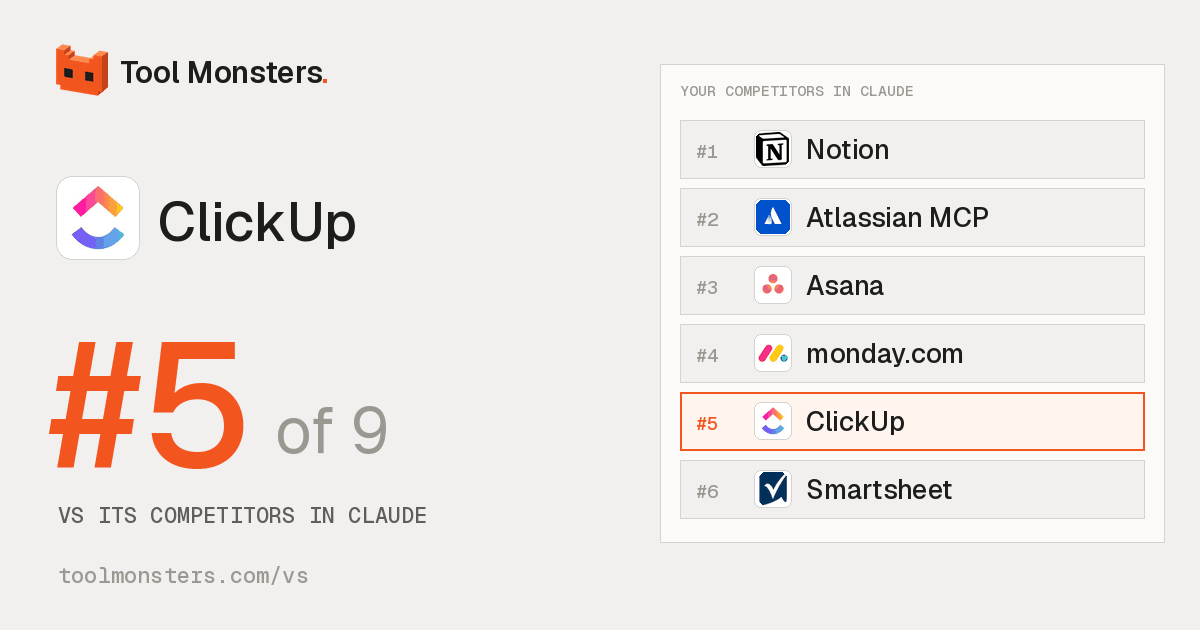 Tool Monsters.
ClickUp
#5 of 9
VS ITS COMPETITORS IN CLAUDE
toolmonsters.com/vs
YOUR COMPETITORS IN CLAUDE
#1 Notion
#2 Atlassian MCP
#3 Asana
#4 monday.com
#5 ClickUp
#6 Smartsheet